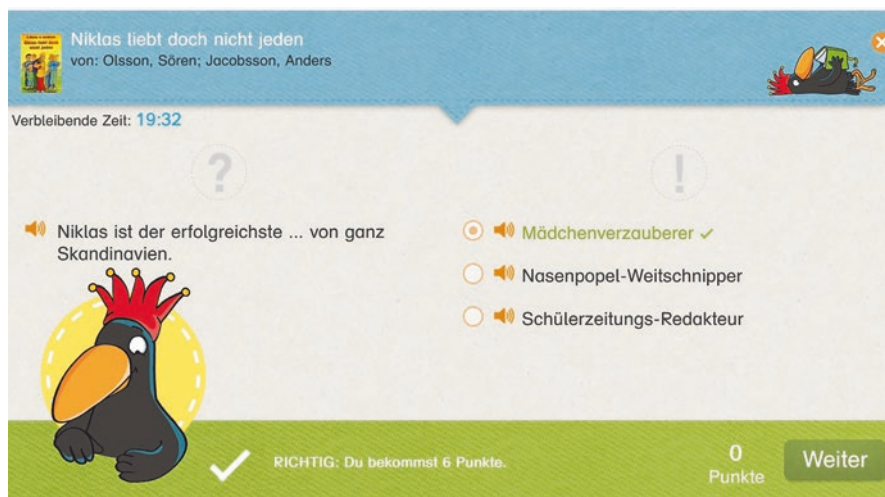 Niklas liebt doch nicht jeden
von: Olsson, Sören; Jacobsson, Anders
Verbleibende Zeit: 19:32
?
!
Niklas ist der erfolgreichste ... von ganz
Skandinavien.
Mädchenverzauberer
Nasenpopel-Weitschnipper
Schülerzeitungs-Redakteur
RICHTIG: Du bekommst 6 Punkte.
0
Punkte
Weiter